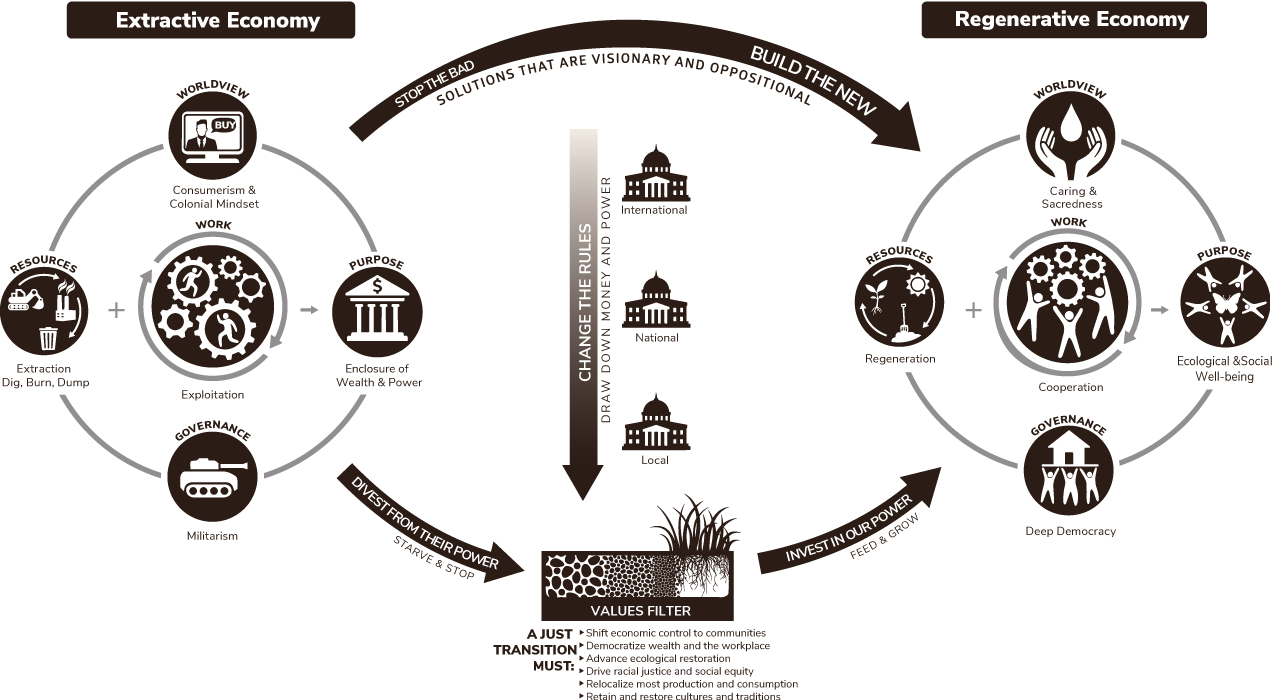 Extractive Economy
Regenerative Economy
STOP THE BAD
BUILD THE NEW
SOLUTIONS THAT ARE VISIONARY AND OPPOSITIONAL
WORLDVIEW
BUY
Consumerism &
Colonial Mindset
RESOURCES
Extraction
Dig, Burn, Dump
+
WORK
Exploitation
PURPOSE
$
Enclosure of
Wealth & Power
GOVERNANCE
Militarism
CHANGE THE RULES
DRAW DOWN MONEY AND POWER
International
National
Local
WORLDVIEW
Caring &
Sacredness
RESOURCES
Regeneration
+
WORK
Cooperation
PURPOSE
Ecological &Social
Well-being
GOVERNANCE
Deep Democracy
DIVEST FROM THEIR POWER
STARVE & STOP
INVEST IN OUR POWER
FEED & GROW
VALUES FILTER
A JUST
TRANSITION
MUST:
Shift economic control to communities
Democratize wealth and the workplace
Advance ecological restoration
Drive racial justice and social equity
Relocalize most production and consumption
Retain and restore cultures and traditions